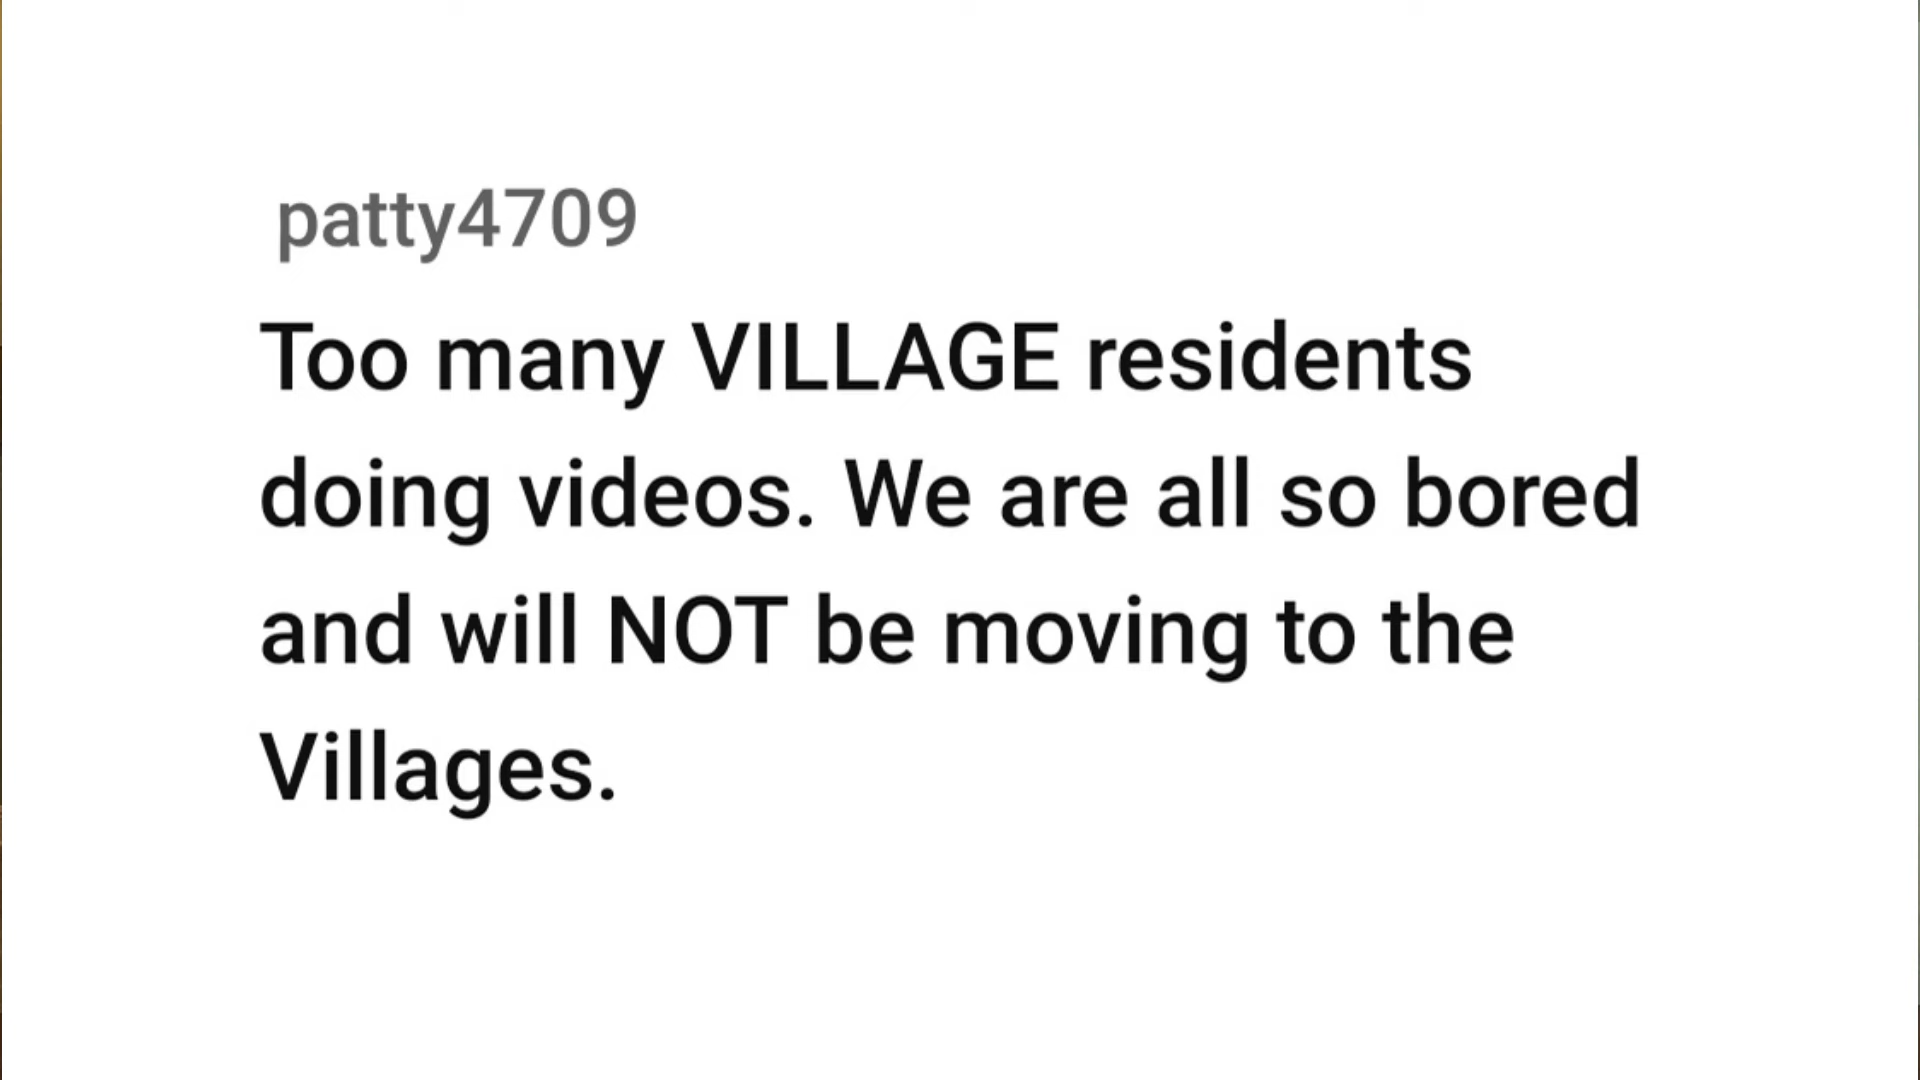 patty4709
Too many VILLAGE residents
doing videos. We are all so bored
and will NOT be moving to the
Villages.